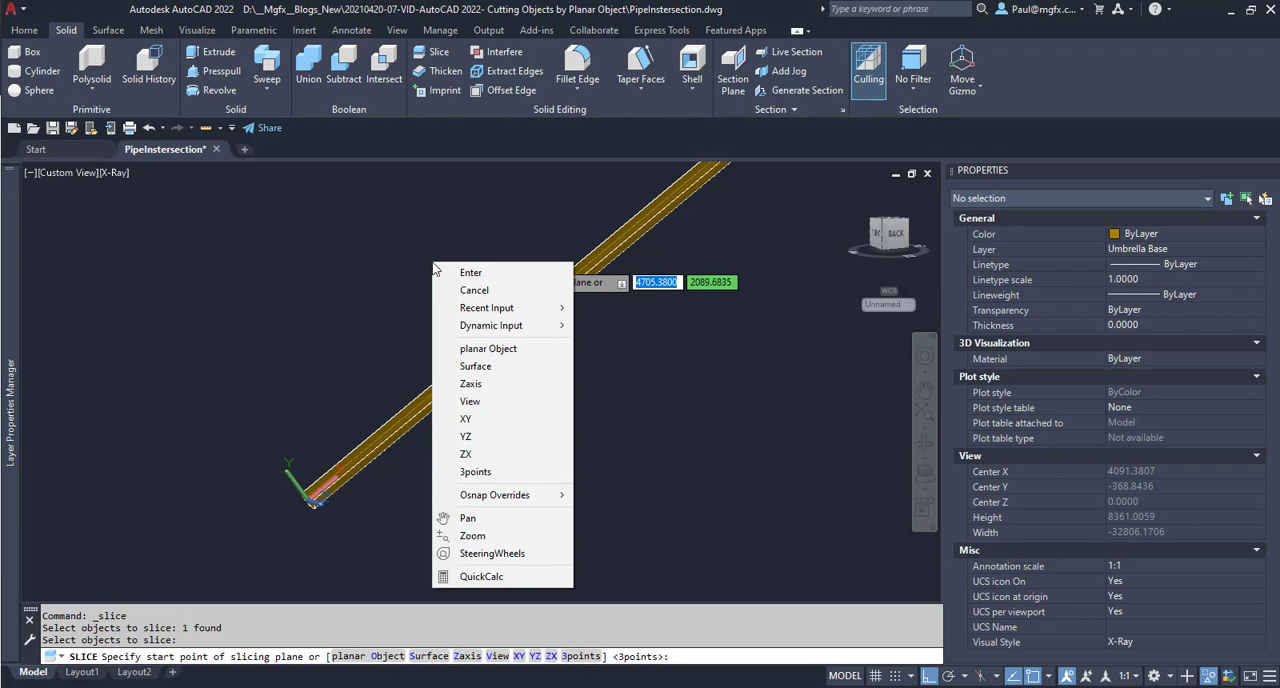 Autodesk AutoCAD 2022 D:\__Mgfx_Blogs_New\20210420-07-VID-AutoCAD 2022- Cutting Objects by Planar Object\PipeInstersection.dwg
Type a keyword or phrase
Paul@mgfx.c...
Home Solid Surface Mesh Visualize Parametric Insert Annotate View Manage Output Add-ins Collaborate Express Tools Featured Apps
Box Extrude Slice Interfere Live Section
Cylinder Presspull Thicken Extract Edges Add Jog
Sphere Revolve Imprint Offset Edge Generate Section
Polysolid Solid History Sweep Union Subtract Intersect Fillet Edge Taper Faces Shell Section Plane Culling No Filter Move Gizmo
Primitive Solid Boolean Solid Editing Section Selection
Share
Start PipeIntersection*
[−][Custom View][X-Ray]
BACK
WCS
Unnamed
Y
lane or 4705.3800 2089.6835
Enter
Cancel
Recent Input
Dynamic Input
planar Object
Surface
Zaxis
View
XY
YZ
ZX
3points
Osnap Overrides
Pan
Zoom
SteeringWheels
QuickCalc
Layer Properties Manager
PROPERTIES
No selection
General
Color ByLayer
Layer Umbrella Base
Linetype ByLayer
Linetype scale 1.0000
Lineweight ByLayer
Transparency ByLayer
Thickness 0.0000
3D Visualization
Material ByLayer
Plot style
Plot style ByColor
Plot style table None
Plot table attached to Model
Plot table type Not available
View
Center X 4091.3807
Center Y -368.8436
Center Z 0.0000
Height 8361.0059
Width -32806.1706
Misc
Annotation scale 1:1
UCS icon On Yes
UCS icon at origin Yes
UCS per viewport Yes
UCS Name
Visual Style X-Ray
Command: _slice
Select objects to slice: 1 found
Select objects to slice:
SLICE Specify start point of slicing plane or [planar Object Surface Zaxis View XY YZ ZX 3points] <3points>:
Model Layout1 Layout2
MODEL 1:1